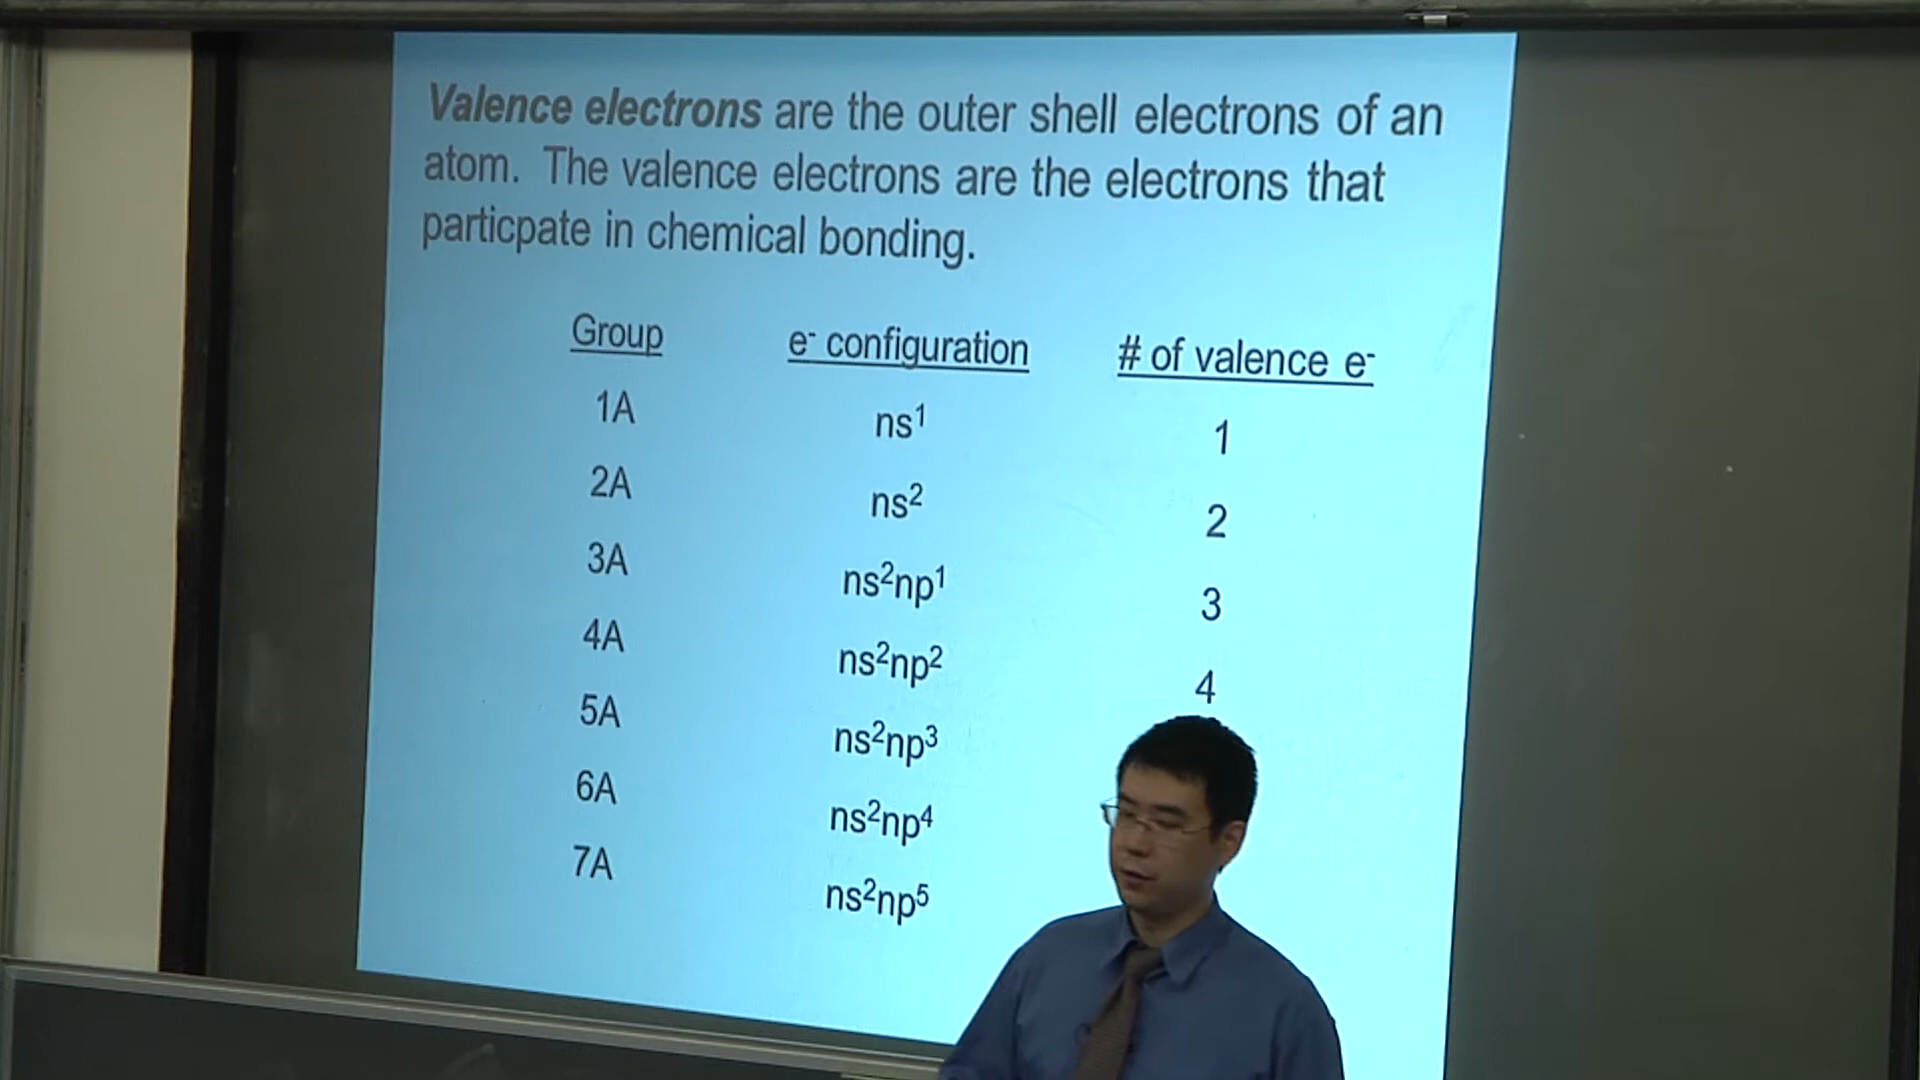 Valence electrons are the outer shell electrons of an
atom. The valence electrons are the electrons that
particpate in chemical bonding.
Group e⁻ configuration # of valence e⁻
1A ns¹ 1
2A ns² 2
3A ns²np¹ 3
4A ns²np² 4
5A ns²np³
6A ns²np⁴
7A ns²np⁵